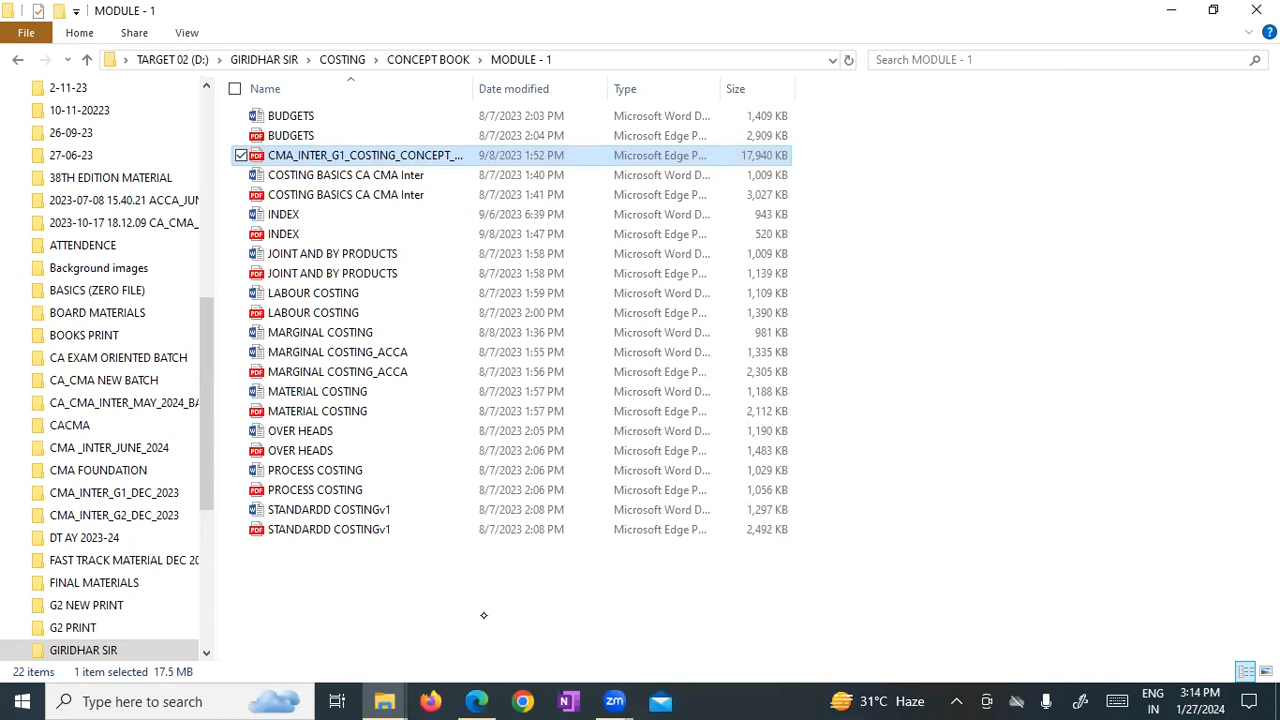 MODULE - 1
File Home Share View
TARGET 02 (D:) GIRIDHAR SIR COSTING CONCEPT BOOK MODULE - 1 Search MODULE - 1
2-11-23
10-11-20223
26-09-23
27-06-23
38TH EDITION MATERIAL
2023-07-08 15.40.21 ACCA_JUN
2023-10-17 18.12.09 CA_CMA_
ATTENDENCE
Background images
BASICS (ZERO FILE)
BOARD MATERIALS
BOOKS PRINT
CA EXAM ORIENTED BATCH
CA_CMA NEW BATCH
CA_CMA_INTER_MAY_2024_BA
CACMA
CMA _INTER_JUNE_2024
CMA FOUNDATION
CMA_INTER_G1_DEC_2023
CMA_INTER_G2_DEC_2023
DT AY 2023-24
FAST TRACK MATERIAL DEC 20
FINAL MATERIALS
G2 NEW PRINT
G2 PRINT
GIRIDHAR SIR
Name Date modified Type Size
BUDGETS 8/7/2023 2:03 PM Microsoft Word D... 1,409 KB
BUDGETS 8/7/2023 2:04 PM Microsoft Edge P... 2,909 KB
CMA_INTER_G1_COSTING_CONCEPT_... 9/8/2023 1:52 PM Microsoft Edge P... 17,940 KB
COSTING BASICS CA CMA Inter 8/7/2023 1:40 PM Microsoft Word D... 1,009 KB
COSTING BASICS CA CMA Inter 8/7/2023 1:41 PM Microsoft Edge P... 3,027 KB
INDEX 9/6/2023 6:39 PM Microsoft Word D... 943 KB
INDEX 9/8/2023 1:47 PM Microsoft Edge P... 520 KB
JOINT AND BY PRODUCTS 8/7/2023 1:58 PM Microsoft Word D... 1,009 KB
JOINT AND BY PRODUCTS 8/7/2023 1:58 PM Microsoft Edge P... 1,139 KB
LABOUR COSTING 8/7/2023 1:59 PM Microsoft Word D... 1,109 KB
LABOUR COSTING 8/7/2023 2:00 PM Microsoft Edge P... 1,390 KB
MARGINAL COSTING 8/8/2023 1:36 PM Microsoft Word D... 981 KB
MARGINAL COSTING_ACCA 8/7/2023 1:55 PM Microsoft Word D... 1,335 KB
MARGINAL COSTING_ACCA 8/7/2023 1:56 PM Microsoft Edge P... 2,305 KB
MATERIAL COSTING 8/7/2023 1:57 PM Microsoft Word D... 1,188 KB
MATERIAL COSTING 8/7/2023 1:57 PM Microsoft Edge P... 2,112 KB
OVER HEADS 8/7/2023 2:05 PM Microsoft Word D... 1,190 KB
OVER HEADS 8/7/2023 2:06 PM Microsoft Edge P... 1,483 KB
PROCESS COSTING 8/7/2023 2:06 PM Microsoft Word D... 1,029 KB
PROCESS COSTING 8/7/2023 2:06 PM Microsoft Edge P... 1,056 KB
STANDARDD COSTINGv1 8/7/2023 2:08 PM Microsoft Word D... 1,297 KB
STANDARDD COSTINGv1 8/7/2023 2:08 PM Microsoft Edge P... 2,492 KB
22 items 1 item selected 17.5 MB
Type here to search 31°C Haze ENG IN 3:14 PM 1/27/2024